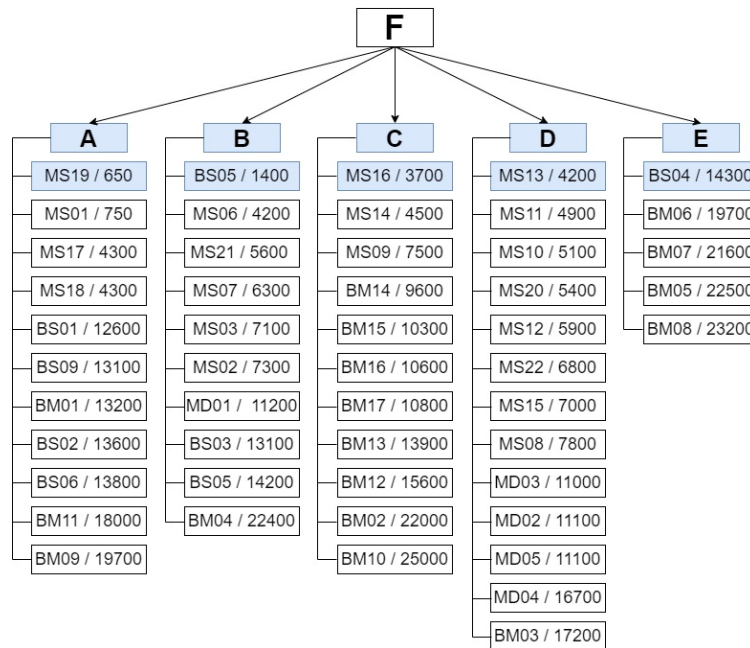 F
A
MS19 / 650
MS01 / 750
MS17 / 4300
MS18 / 4300
BS01 / 12600
BS09 / 13100
BM01 / 13200
BS02 / 13600
BS06 / 13800
BM11 / 18000
BM09 / 19700
B
BS05 / 1400
MS06 / 4200
MS21 / 5600
MS07 / 6300
MS03 / 7100
MS02 / 7300
MD01 / 11200
BS03 / 13100
BS05 / 14200
BM04 / 22400
C
MS16 / 3700
MS14 / 4500
MS09 / 7500
BM14 / 9600
BM15 / 10300
BM16 / 10600
BM17 / 10800
BM13 / 13900
BM12 / 15600
BM02 / 22000
BM10 / 25000
D
MS13 / 4200
MS11 / 4900
MS10 / 5100
MS20 / 5400
MS12 / 5900
MS22 / 6800
MS15 / 7000
MS08 / 7800
MD03 / 11000
MD02 / 11100
MD05 / 11100
MD04 / 16700
BM03 / 17200
E
BS04 / 14300
BM06 / 19700
BM07 / 21600
BM05 / 22500
BM08 / 23200